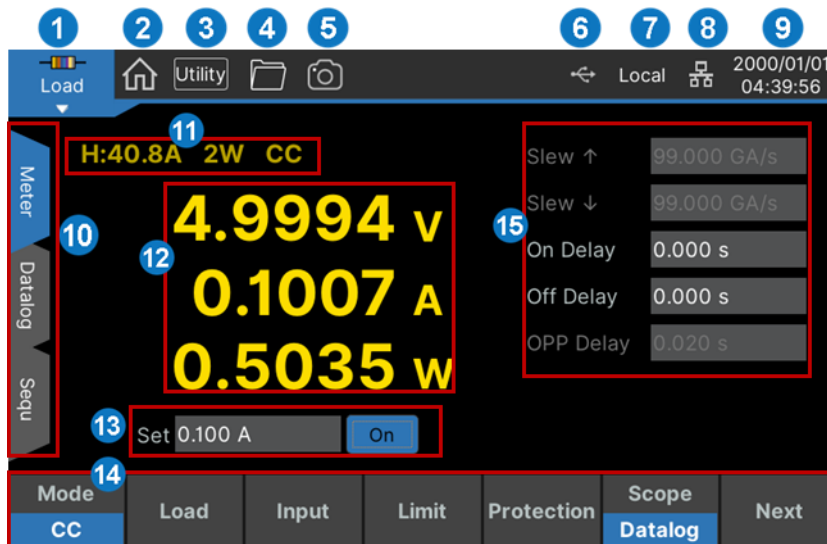 1 2 3 4 5 6 7 8 9
Load Utility Local 2000/01/01
04:39:56
10
Meter
Datalog
Sequ
11
H:40.8A 2W CC
12
4.9994 V
0.1007 A
0.5035 W
13
Set 0.100 A On
15
Slew ↑ 99.000 GA/s
Slew ↓ 99.000 GA/s
On Delay 0.000 s
Off Delay 0.000 s
OPP Delay 0.020 s
14
Mode
CC
Load
Input
Limit
Protection
Scope
Datalog
Next